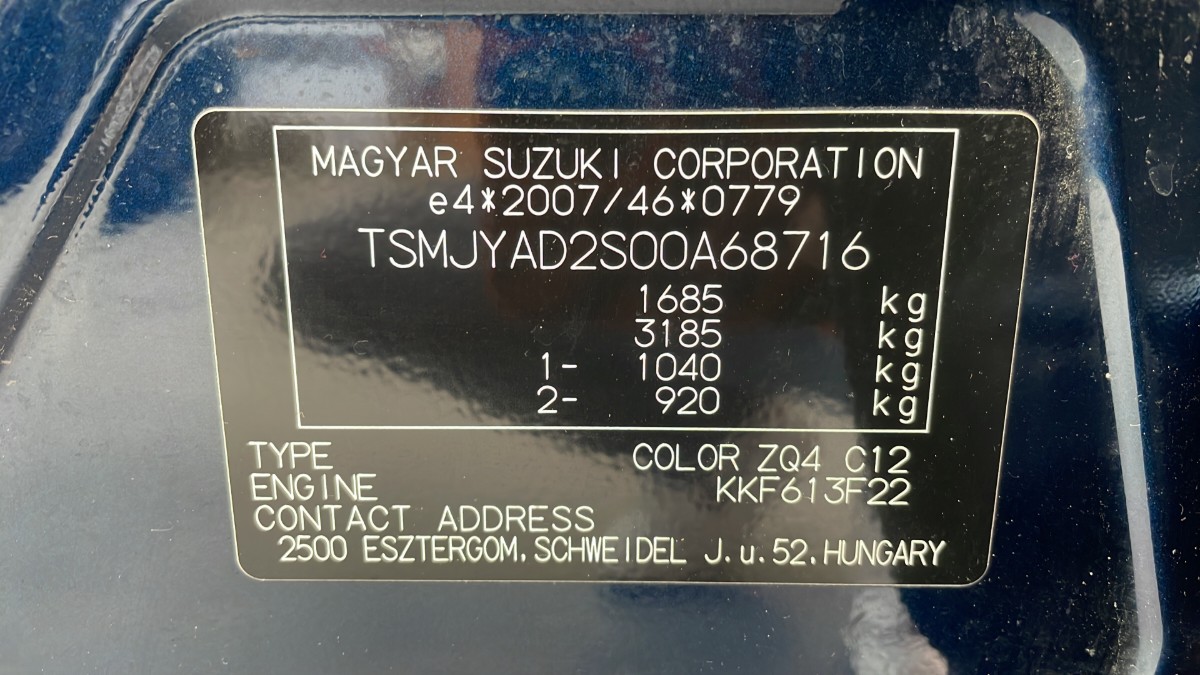 MAGYAR SUZUKI CORPORATION
e4*2007/46*0779
TSMJYAD2S00A68716
1685 kg
3185 kg
1- 1040 kg
2- 920 kg
TYPE COLOR ZQ4 C12
ENGINE KKF613F22
CONTACT ADDRESS
2500 ESZTERGOM, SCHWEIDEL J.u.52. HUNGARY